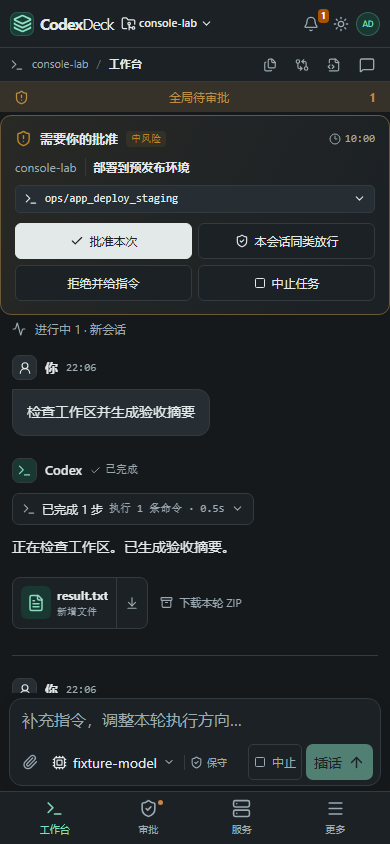 CodexDeck console-lab 1 AD
console-lab / 工作台
全局待审批 1
需要你的批准 中风险 10:00
console-lab 部署到预发布环境
ops/app_deploy_staging
批准本次 本会话同类放行
拒绝并给指令 中止任务
进行中 1 · 新会话
你 22:06
检查工作区并生成验收摘要
Codex 已完成
已完成 1 步 执行 1 条命令 · 0.5s
正在检查工作区。已生成验收摘要。
result.txt
新增文件
下载本轮 ZIP
你 22:06
补充指令，调整本轮执行方向...
fixture-model 保守 中止 插话
工作台 审批 服务 更多